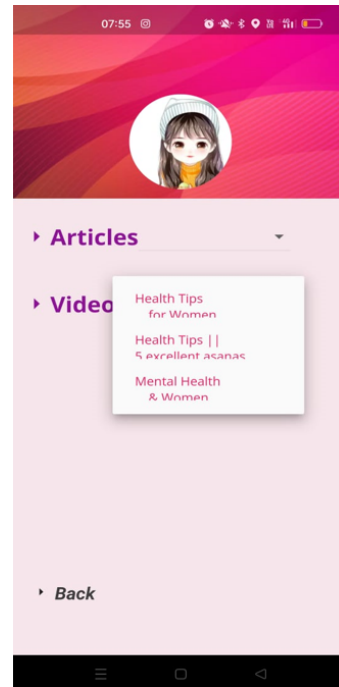 07:55
Articles
Video
Health Tips
for Women
Health Tips ||
5 excellent asanas
Mental Health
& Women
Back